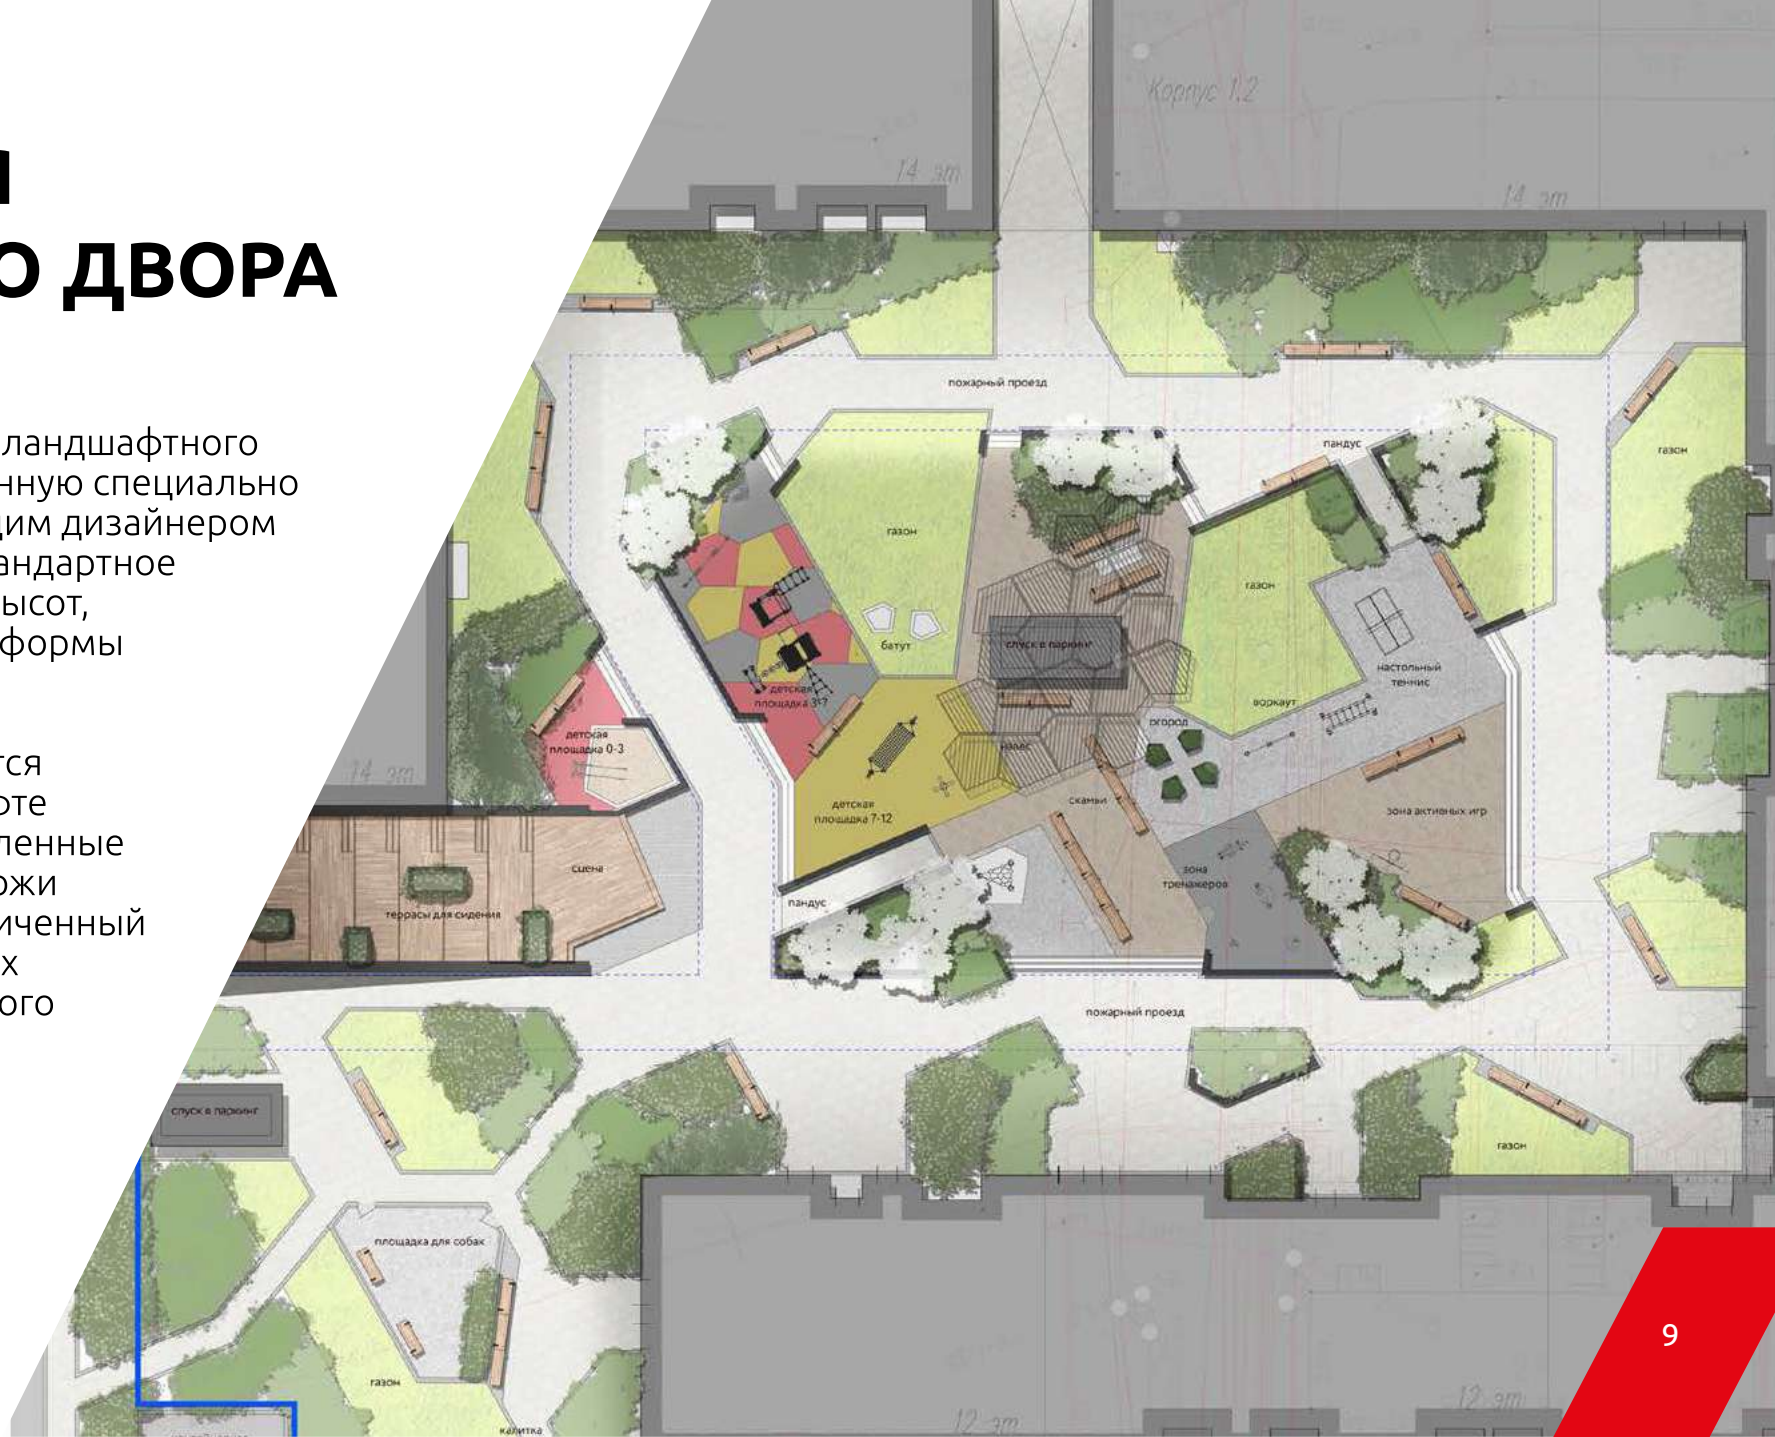 О ДВОРА
ландшафтного
нную специально
дим дизайнером
андартное
ысот,
формы
тся
фте
ленные
ожи
иченный
х
ого
Корпус 1.2
14 эт
14 эт
пожарный проезд
пандус
газон
газон
газон
батут
спуск в паркинг
настольный
теннис
детская
площадка 3-7
воркаут
огород
детская
площадка 0-3
навес
14 эт
скамьи
детская
площадка 7-12
зона активных игр
сцена
зона
тренажеров
пандус
террасы для сидения
пожарный проезд
спуск в паркинг
газон
площадка для собак
газон
калитка
12 эт
12 эт
9